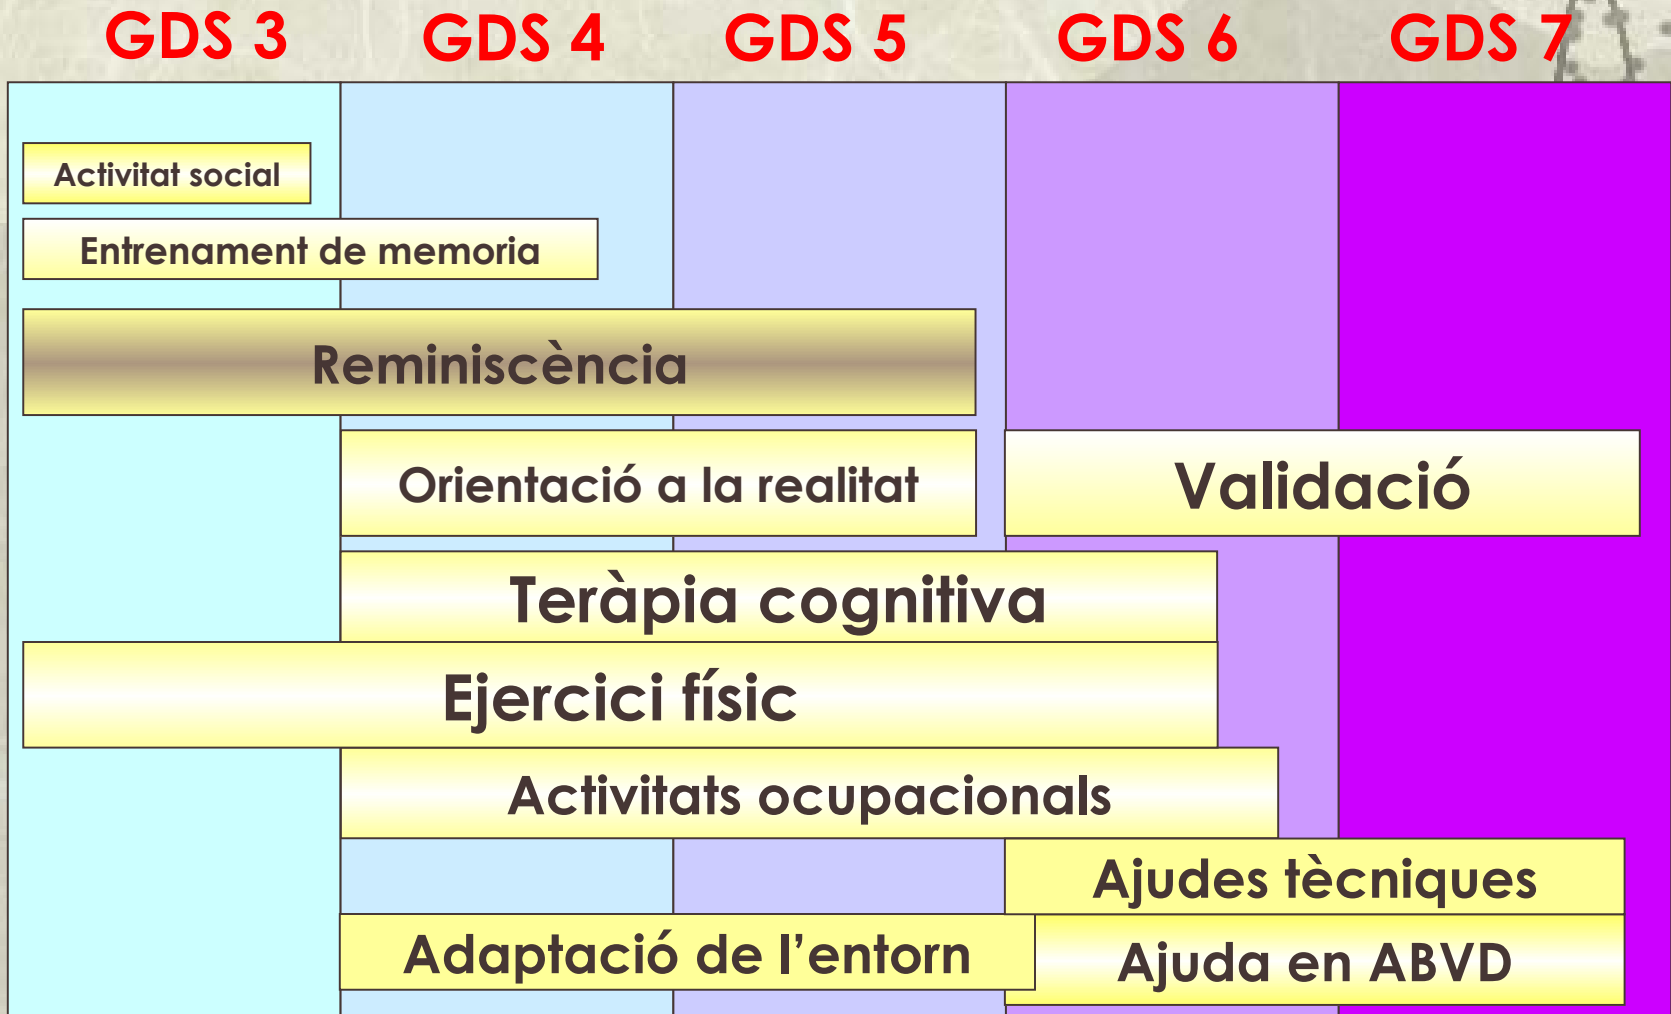 GDS 3 GDS 4 GDS 5 GDS 6 GDS 7
Activitat social
Entrenament de memoria
Reminiscència
Orientació a la realitat
Validació
Teràpia cognitiva
Ejercici físic
Activitats ocupacionals
Ajudes tècniques
Adaptació de l’entorn
Ajuda en ABVD